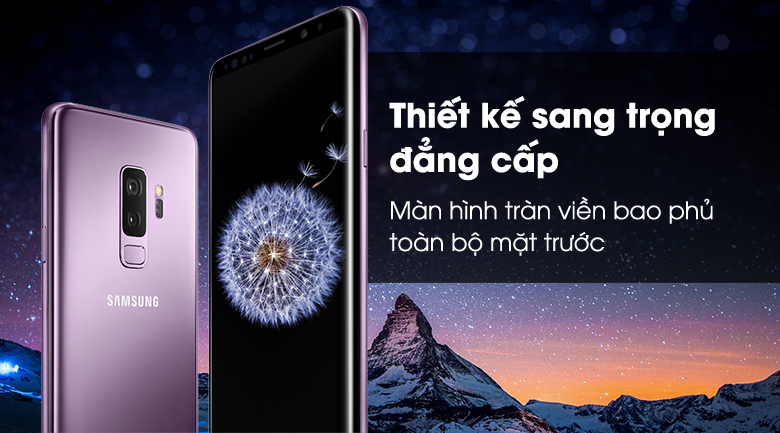 Thiết kế sang trọng
đẳng cấp
Màn hình tràn viền bao phủ
toàn bộ mặt trước
SAMSUNG